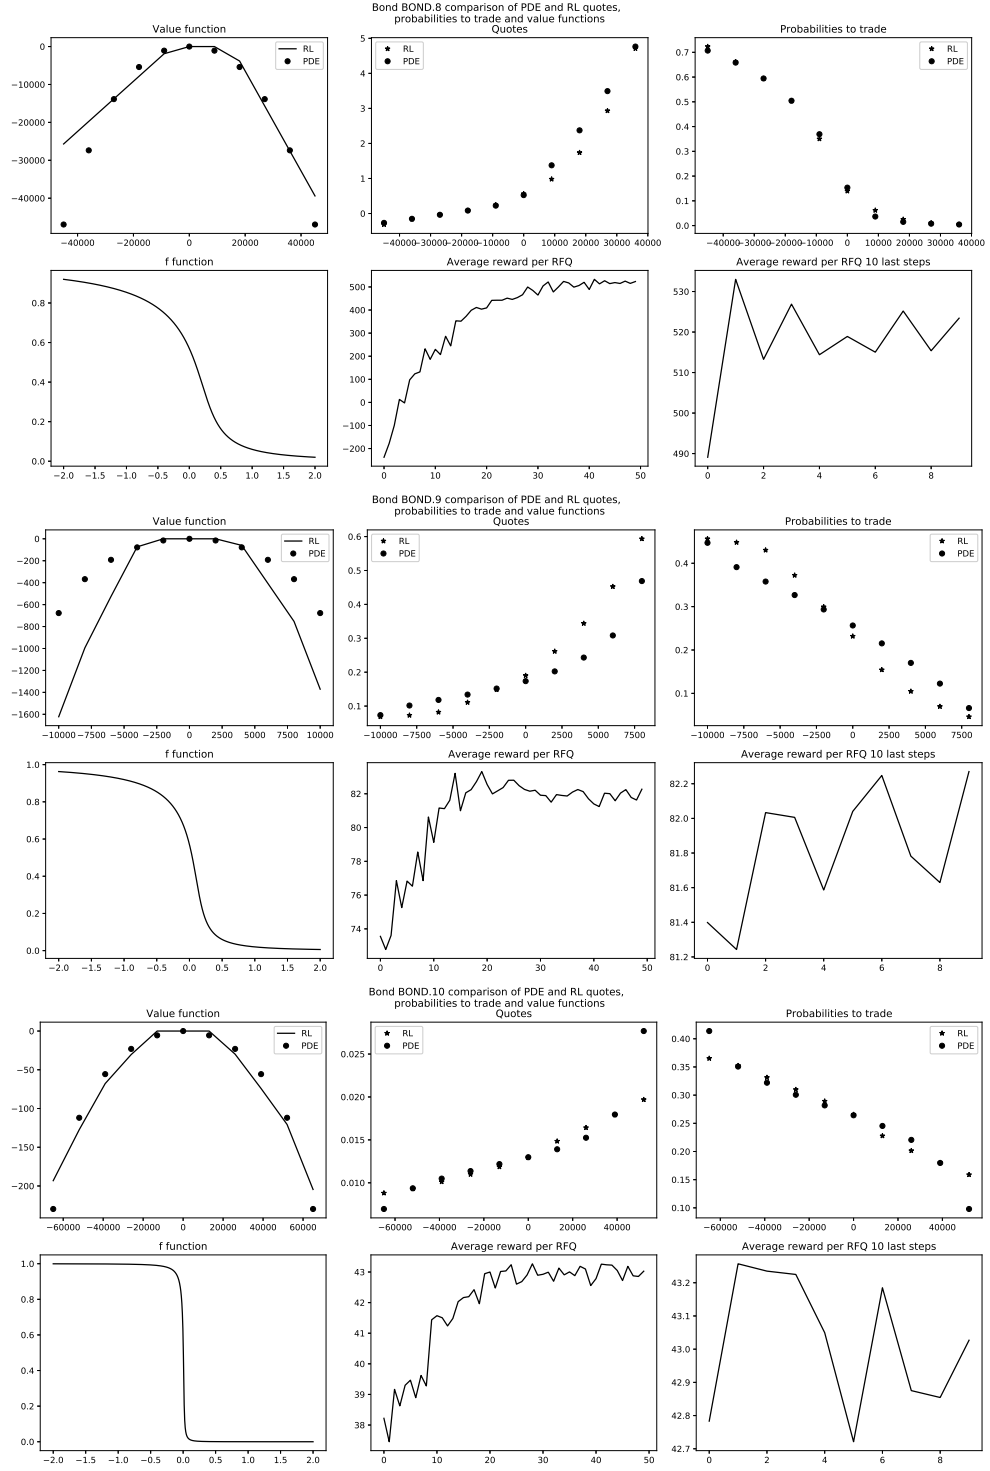 Bond BOND.8 comparison of PDE and RL quotes,
probabilities to trade and value functions
Value function
Quotes
Probabilities to trade
RL
PDE
0
−10000
−20000
−30000
−40000
−40000 −20000 0 20000 40000
RL
PDE
5
4
3
2
1
0
−40000 −30000 −20000 −10000 0 10000 20000 30000 40000
RL
PDE
0.7
0.6
0.5
0.4
0.3
0.2
0.1
0.0
−40000 −30000 −20000 −10000 0 10000 20000 30000 40000
f function
Average reward per RFQ
Average reward per RFQ 10 last steps
0.8
0.6
0.4
0.2
0.0
−2.0 −1.5 −1.0 −0.5 0.0 0.5 1.0 1.5 2.0
500
400
300
200
100
0
−100
−200
0 10 20 30 40 50
530
520
510
500
490
0 2 4 6 8
Bond BOND.9 comparison of PDE and RL quotes,
probabilities to trade and value functions
Value function
Quotes
Probabilities to trade
RL
PDE
0
−200
−400
−600
−800
−1000
−1200
−1400
−1600
−10000 −7500 −5000 −2500 0 2500 5000 7500 10000
RL
PDE
0.6
0.5
0.4
0.3
0.2
0.1
−10000 −7500 −5000 −2500 0 2500 5000 7500
RL
PDE
0.4
0.3
0.2
0.1
−10000 −7500 −5000 −2500 0 2500 5000 7500
f function
Average reward per RFQ
Average reward per RFQ 10 last steps
1.0
0.8
0.6
0.4
0.2
0.0
−2.0 −1.5 −1.0 −0.5 0.0 0.5 1.0 1.5 2.0
82
80
78
76
74
0 10 20 30 40 50
82.2
82.0
81.8
81.6
81.4
81.2
0 2 4 6 8
Bond BOND.10 comparison of PDE and RL quotes,
probabilities to trade and value functions
Value function
Quotes
Probabilities to trade
RL
PDE
0
−50
−100
−150
−200
−60000 −40000 −20000 0 20000 40000 60000
RL
PDE
0.025
0.020
0.015
0.010
−60000 −40000 −20000 0 20000 40000
RL
PDE
0.40
0.35
0.30
0.25
0.20
0.15
0.10
−60000 −40000 −20000 0 20000 40000
f function
Average reward per RFQ
Average reward per RFQ 10 last steps
1.0
0.8
0.6
0.4
0.2
0.0
−2.0 −1.5 −1.0 −0.5 0.0 0.5 1.0 1.5 2.0
43
42
41
40
39
38
0 10 20 30 40 50
43.2
43.1
43.0
42.9
42.8
42.7
0 2 4 6 8